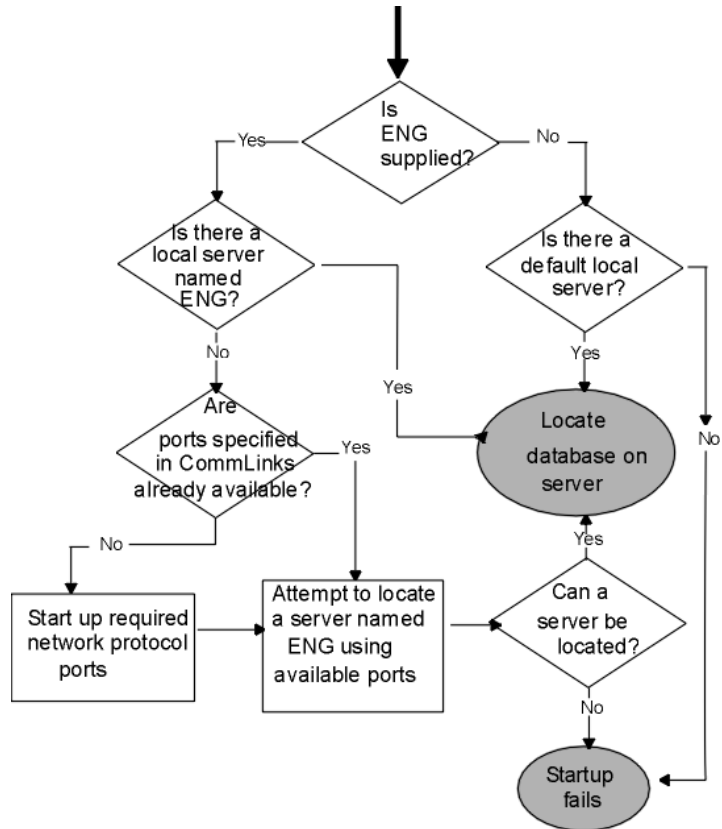 Is
ENG
supplied?
Yes
No
Is there a
local server
named
ENG?
Is there a
default local
server?
No
Yes
Yes
No
Are
ports specified
in CommLinks
already available?
Yes
Locate
database on
server
No
Yes
Start up required
network protocol
ports
Attempt to locate
a server named
ENG using
available ports
Can a
server be
located?
No
Startup
fails